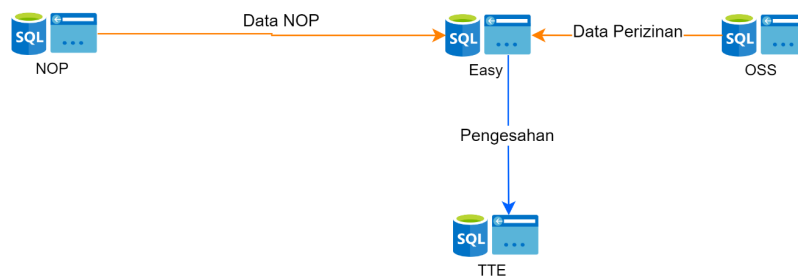 Data NOP
SQL
NOP
SQL
Easy
Data Perizinan
SQL
OSS
Pengesahan
SQL
TTE